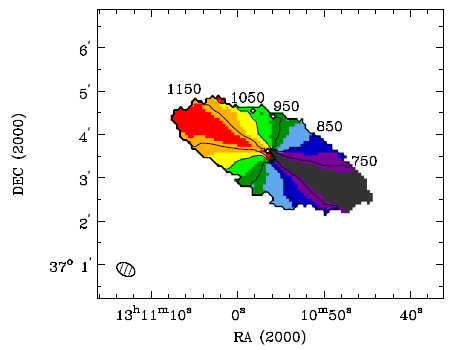 6′
5′
4′
3′
2′
37° 1′
DEC (2000)
1150
1050
950
850
750
13h11m10s
0s
10m50s
40s
RA (2000)